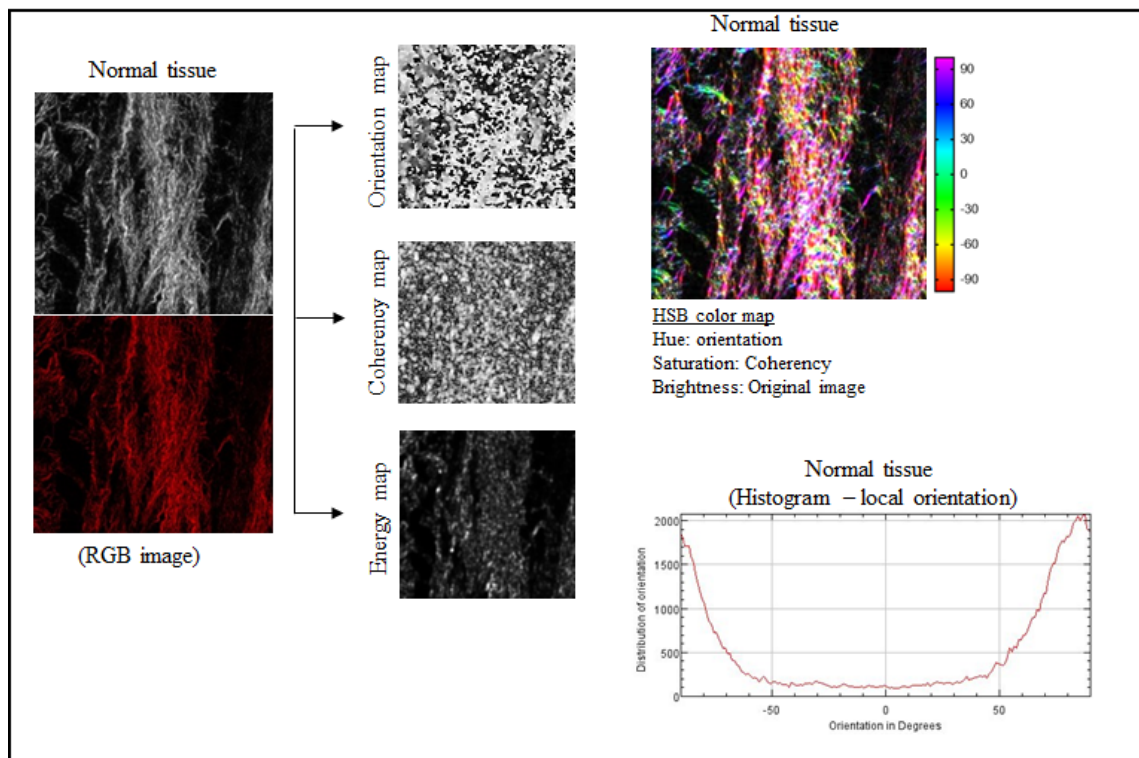 Normal tissue
(RGB image)
Orientation map
Coherency map
Energy map
Normal tissue
90
60
30
0
-30
-60
-90
HSB color map
Hue: orientation
Saturation: Coherency
Brightness: Original image
Normal tissue
(Histogram – local orientation)
Distribution of orientation
2000
1500
1000
500
0
-50
0
50
Orientation in Degrees